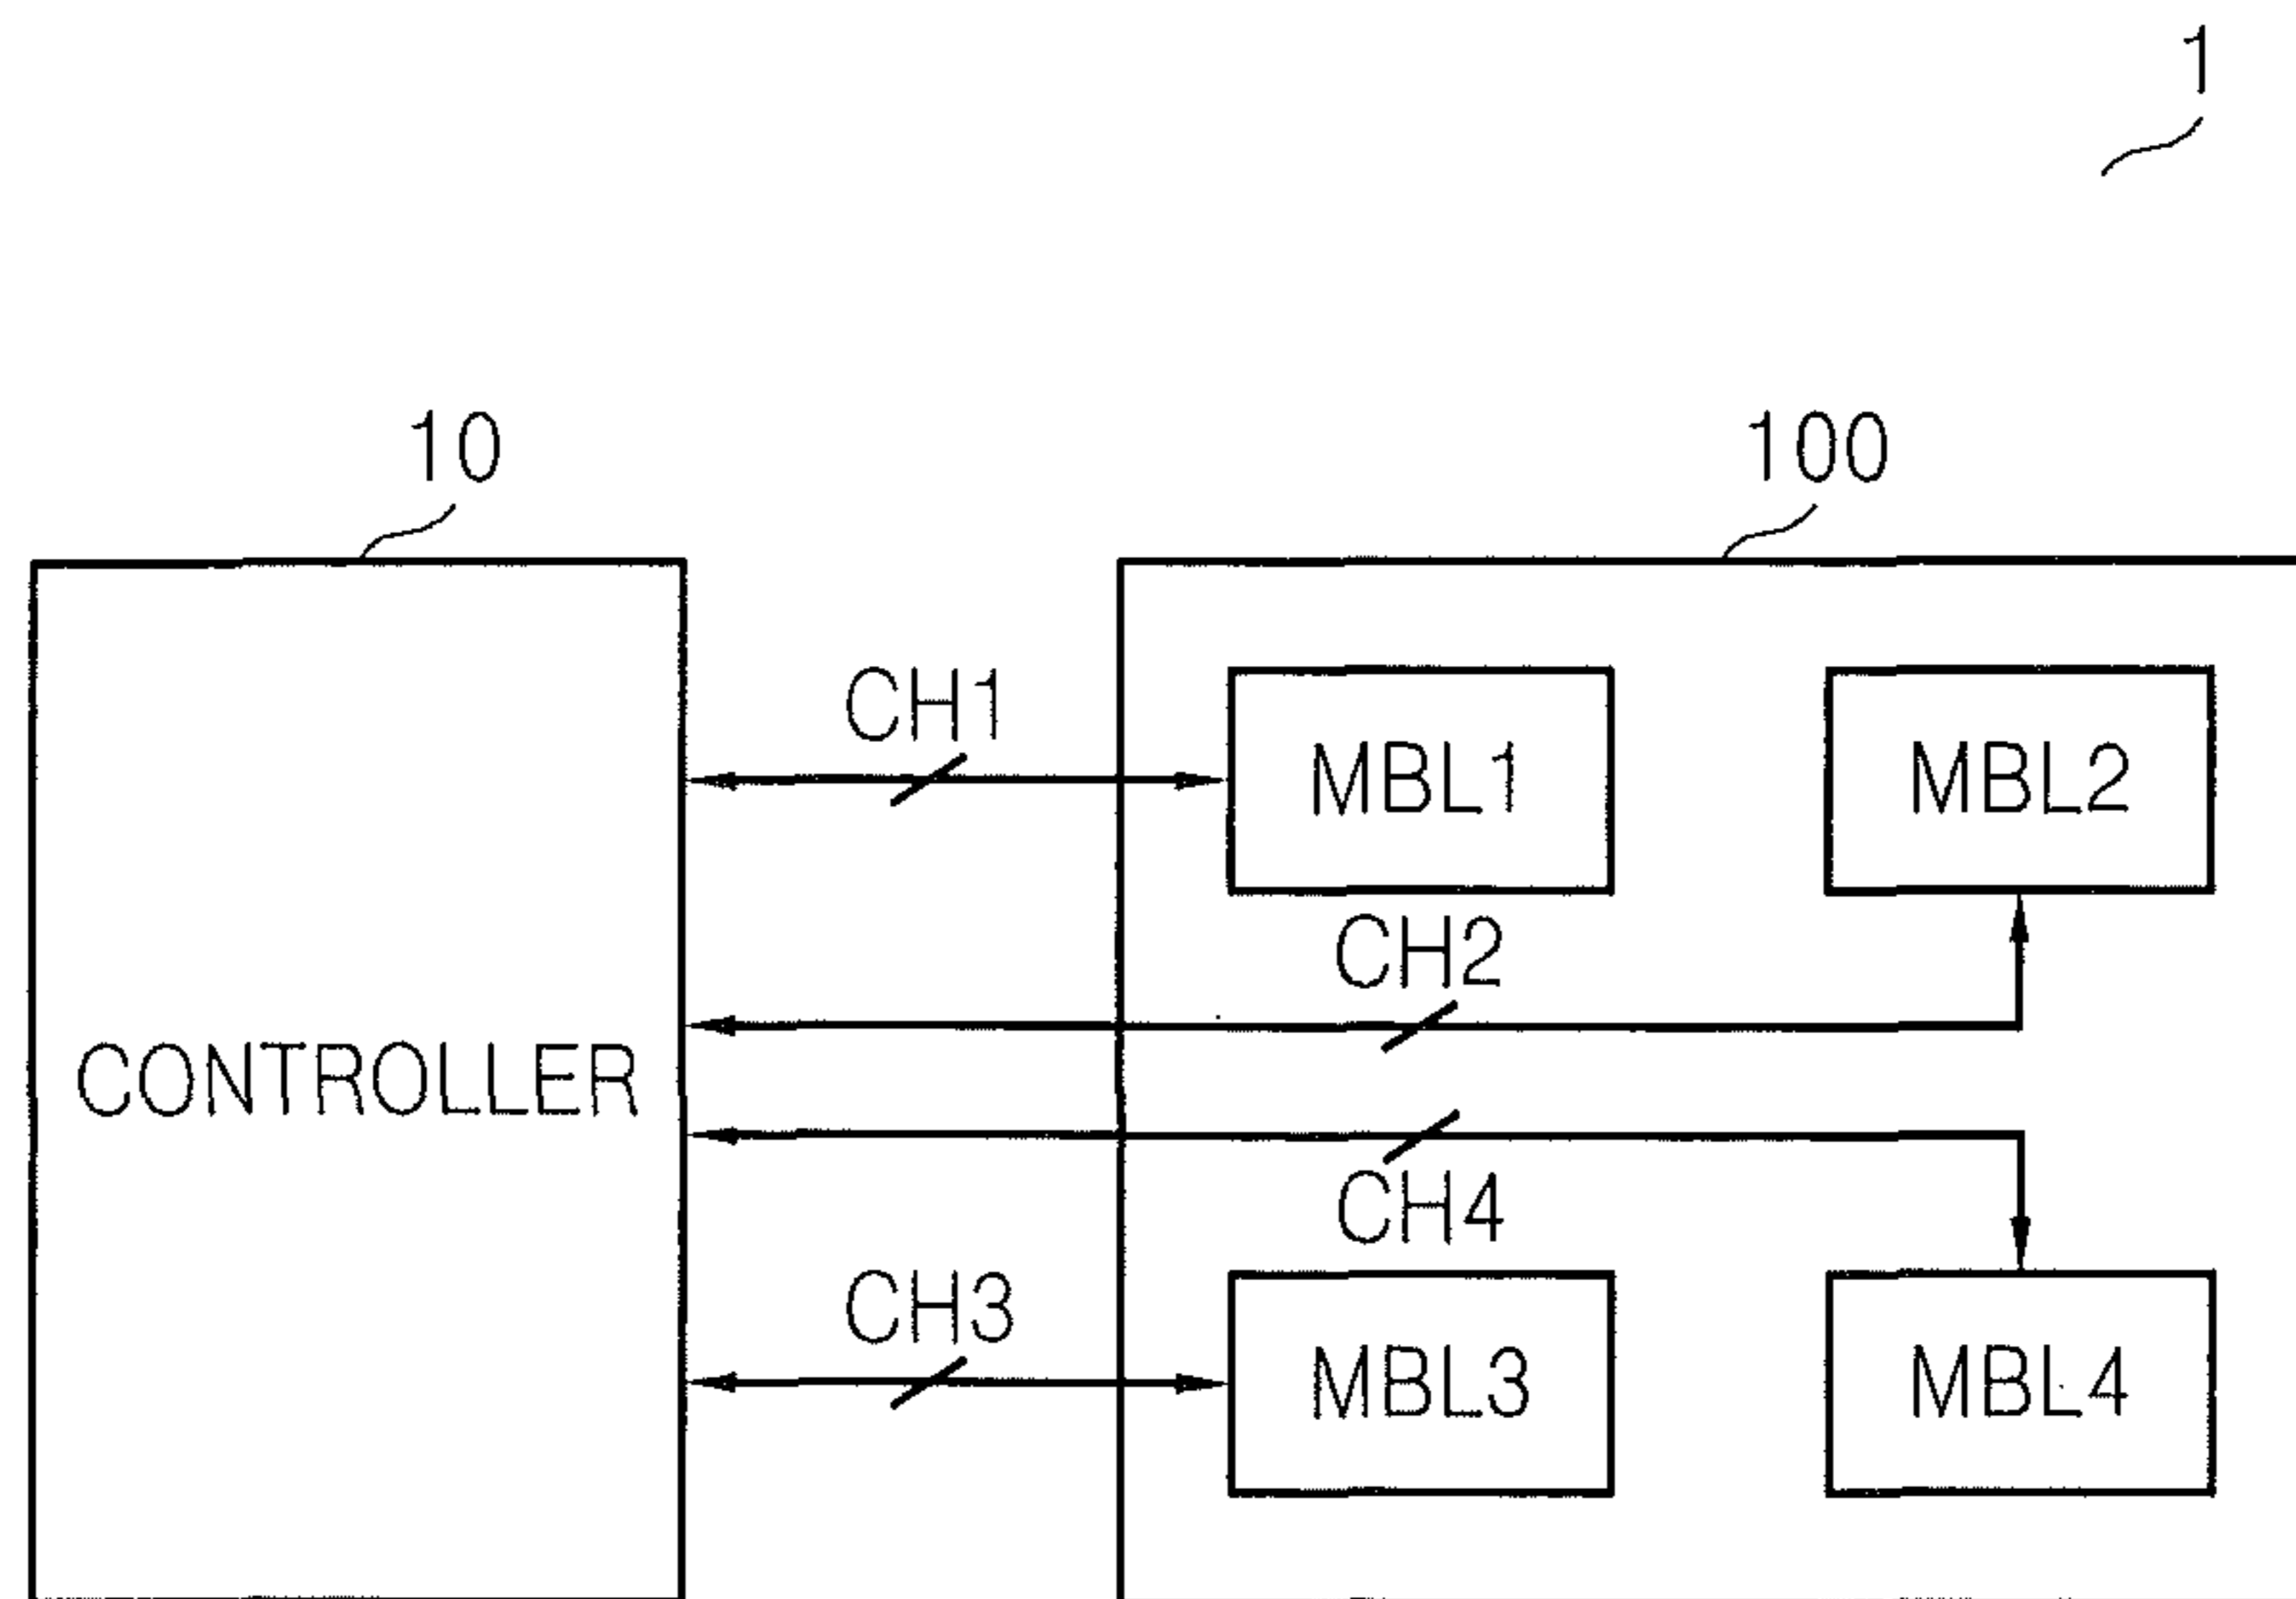 1
10
100
CH1
MBL1
MBL2
CH2
CONTROLLER
CH4
CH3
MBL3
MBL4